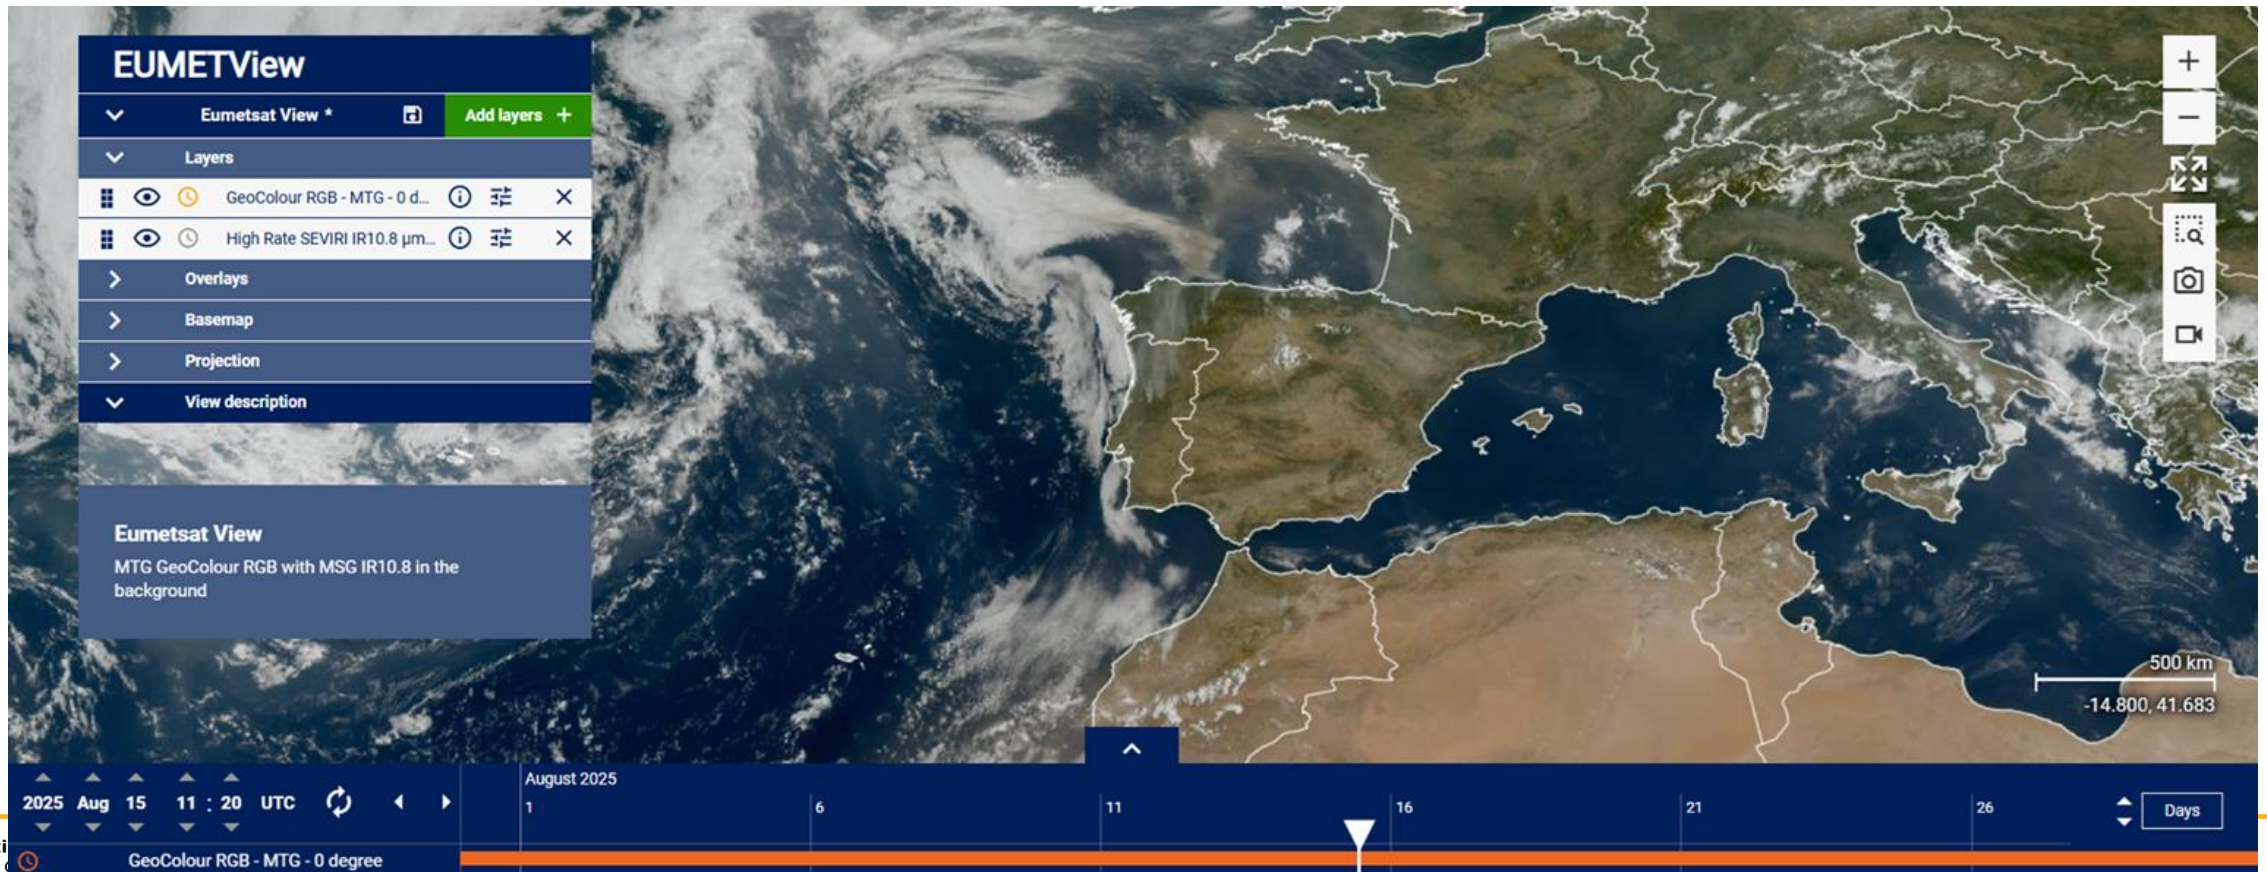 EUMETView
Eumetsat View *
Add layers +
Layers
GeoColour RGB - MTG - 0 d...
High Rate SEVIRI IR10.8 µm...
Overlays
Basemap
Projection
View description
Eumetsat View
MTG GeoColour RGB with MSG IR10.8 in the
background
500 km
-14.800, 41.683
August 2025
2025 Aug 15 11 : 20 UTC
1 6 11 16 21 26
Days
GeoColour RGB - MTG - 0 degree